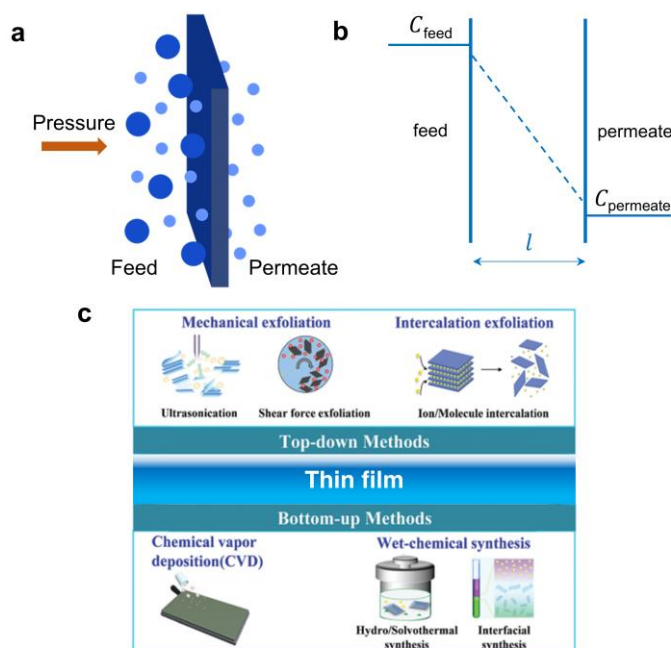 a
Pressure
Feed
Permeate
b
C_feed
feed
permeate
C_permeate
l
c
Mechanical exfoliation
Intercalation exfoliation
Ultrasonication
Shear force exfoliation
Ion/Molecule intercalation
Top-down Methods
Thin film
Bottom-up Methods
Chemical vapor
deposition(CVD)
Wet-chemical synthesis
Hydro/Solvothermal
synthesis
Interfacial
synthesis